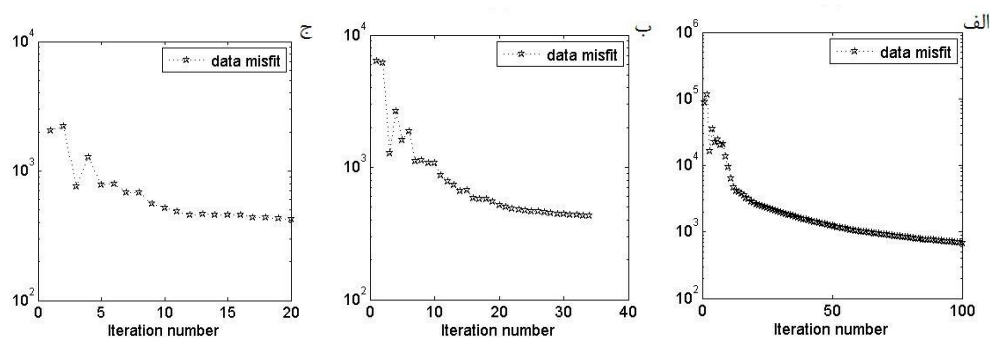 ج
10^4
10^3
10^2
data misfit
0 5 10 15 20
Iteration number
ب
10^4
10^3
10^2
data misfit
0 10 20 30 40
Iteration number
الف
10^6
10^5
10^4
10^3
10^2
data misfit
0 50 100
Iteration number